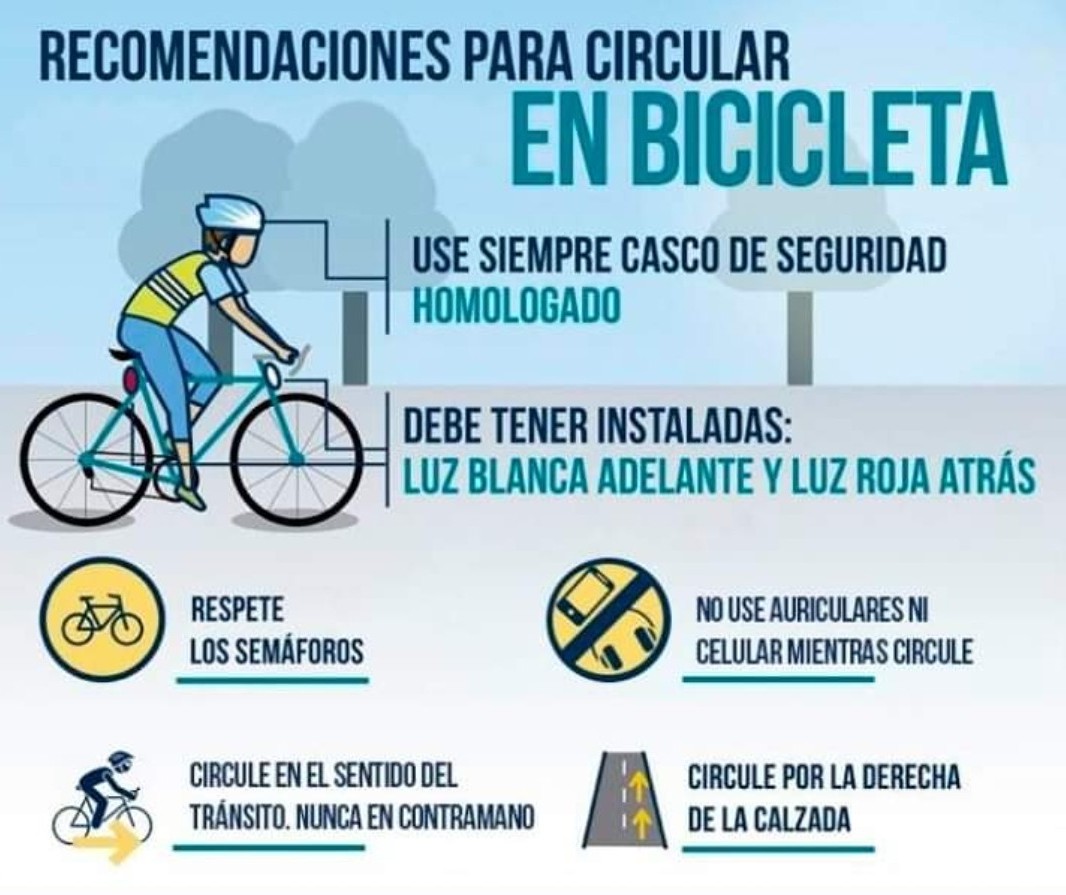 RECOMENDACIONES PARA CIRCULAR
EN BICICLETA
USE SIEMPRE CASCO DE SEGURIDAD
HOMOLOGADO
DEBE TENER INSTALADAS:
LUZ BLANCA ADELANTE Y LUZ ROJA ATRÁS
RESPETE
LOS SEMÁFOROS
NO USE AURICULARES NI
CELULAR MIENTRAS CIRCULE
CIRCULE EN EL SENTIDO DEL
TRÁNSITO. NUNCA EN CONTRAMANO
CIRCULE POR LA DERECHA
DE LA CALZADA